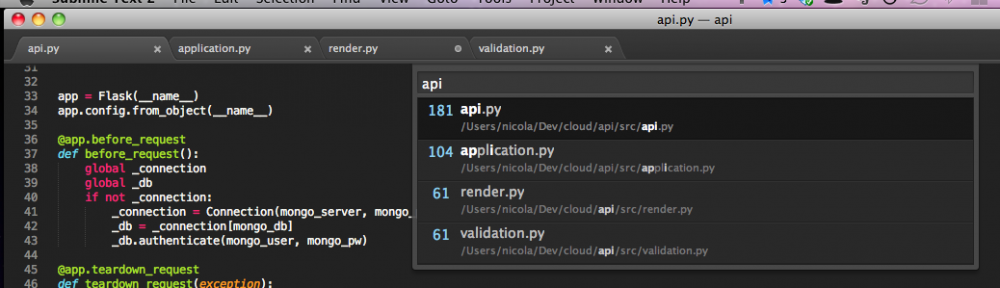 Sublime Text 2 File Edit Selection Find View Goto Tools Project Window Help
api.py — api
api.py × application.py × render.py validation.py ×
31
32
33 app = Flask(__name__)
34 app.config.from_object(__name__)
35
36 @app.before_request
37 def before_request():
38 global _connection
39 global _db
40 if not _connection:
41 _connection = Connection(mongo_server, mongo_
42 _db = _connection[mongo_db]
43 _db.authenticate(mongo_user, mongo_pw)
44
45 @app.teardown_request
46 def teardown_request(exception):
api
181 api.py
/Users/nicola/Dev/cloud/api/src/api.py
104 application.py
/Users/nicola/Dev/cloud/api/src/application.py
61 render.py
/Users/nicola/Dev/cloud/api/src/render.py
61 validation.py
/Users/nicola/Dev/cloud/api/src/validation.py